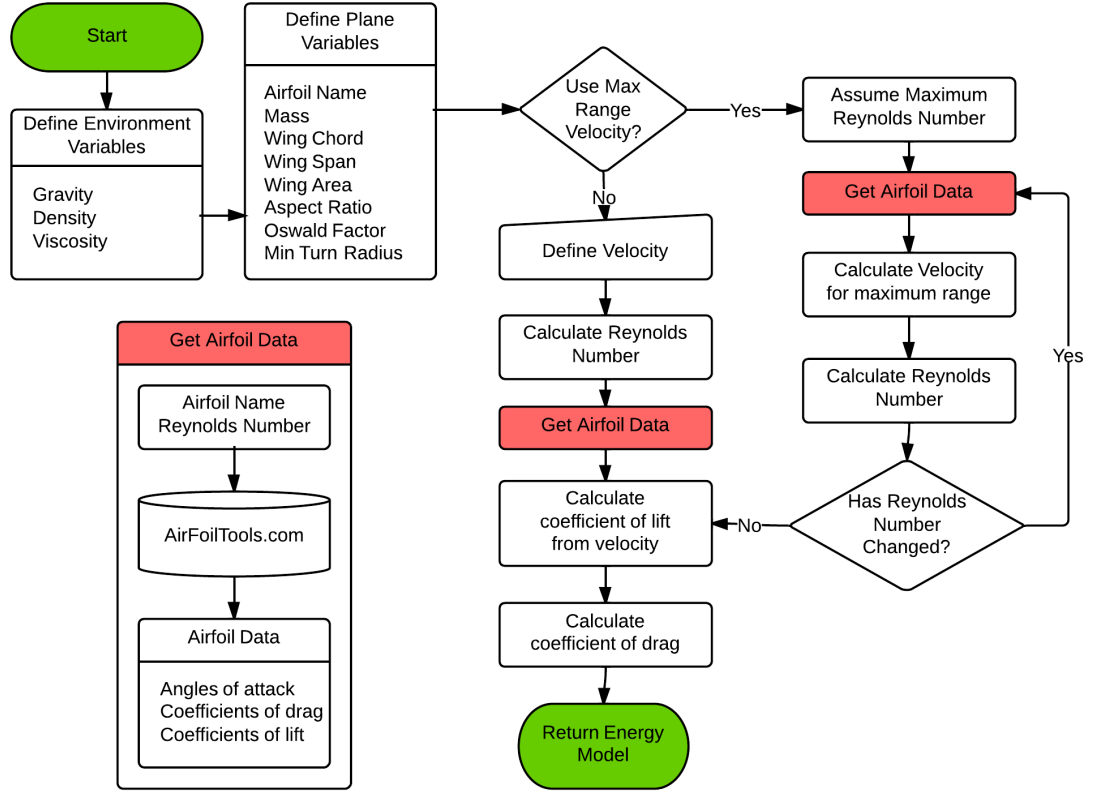 Start
Define Environment
Variables
Gravity
Density
Viscosity
Define Plane
Variables
Airfoil Name
Mass
Wing Chord
Wing Span
Wing Area
Aspect Ratio
Oswald Factor
Min Turn Radius
Use Max
Range
Velocity?
Yes
No
Assume Maximum
Reynolds Number
Get Airfoil Data
Calculate Velocity
for maximum range
Calculate Reynolds
Number
Has Reynolds
Number
Changed?
Yes
No
Define Velocity
Calculate Reynolds
Number
Get Airfoil Data
Calculate
coefficient of lift
from velocity
Calculate
coefficient of drag
Return Energy
Model
Get Airfoil Data
Airfoil Name
Reynolds Number
AirFoilTools.com
Airfoil Data
Angles of attack
Coefficients of drag
Coefficients of lift